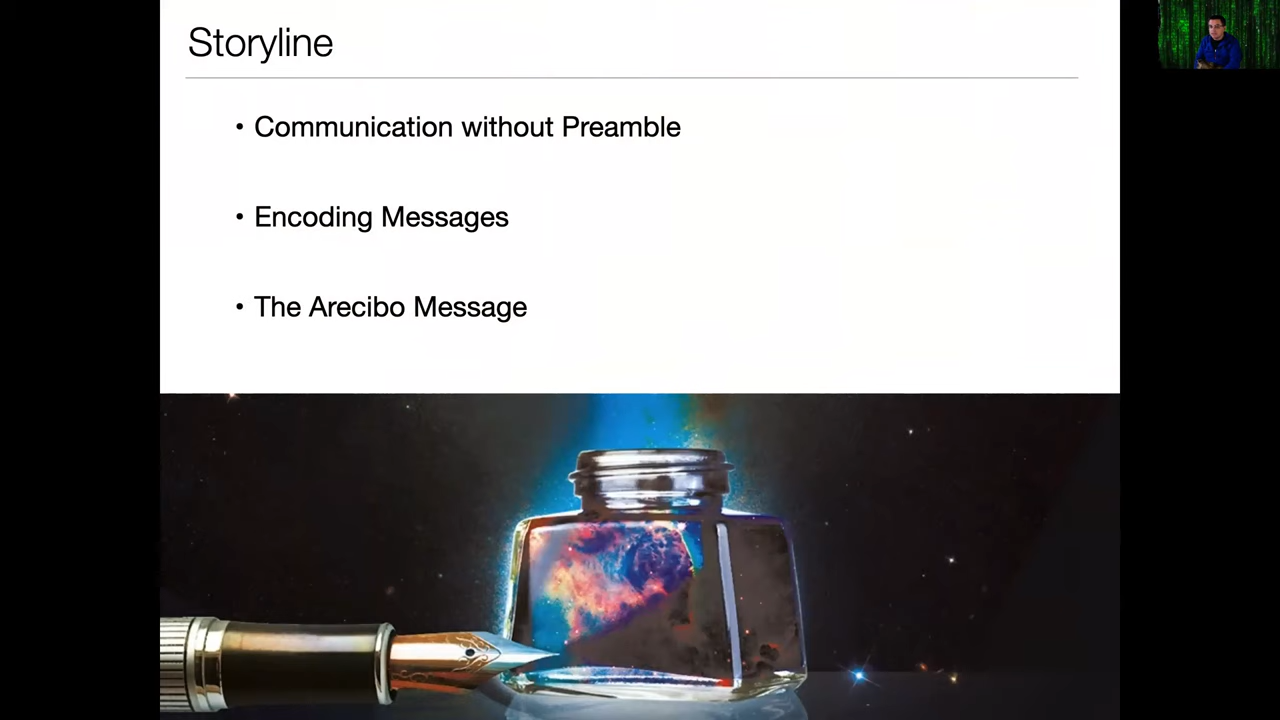 Storyline
• Communication without Preamble
• Encoding Messages
• The Arecibo Message